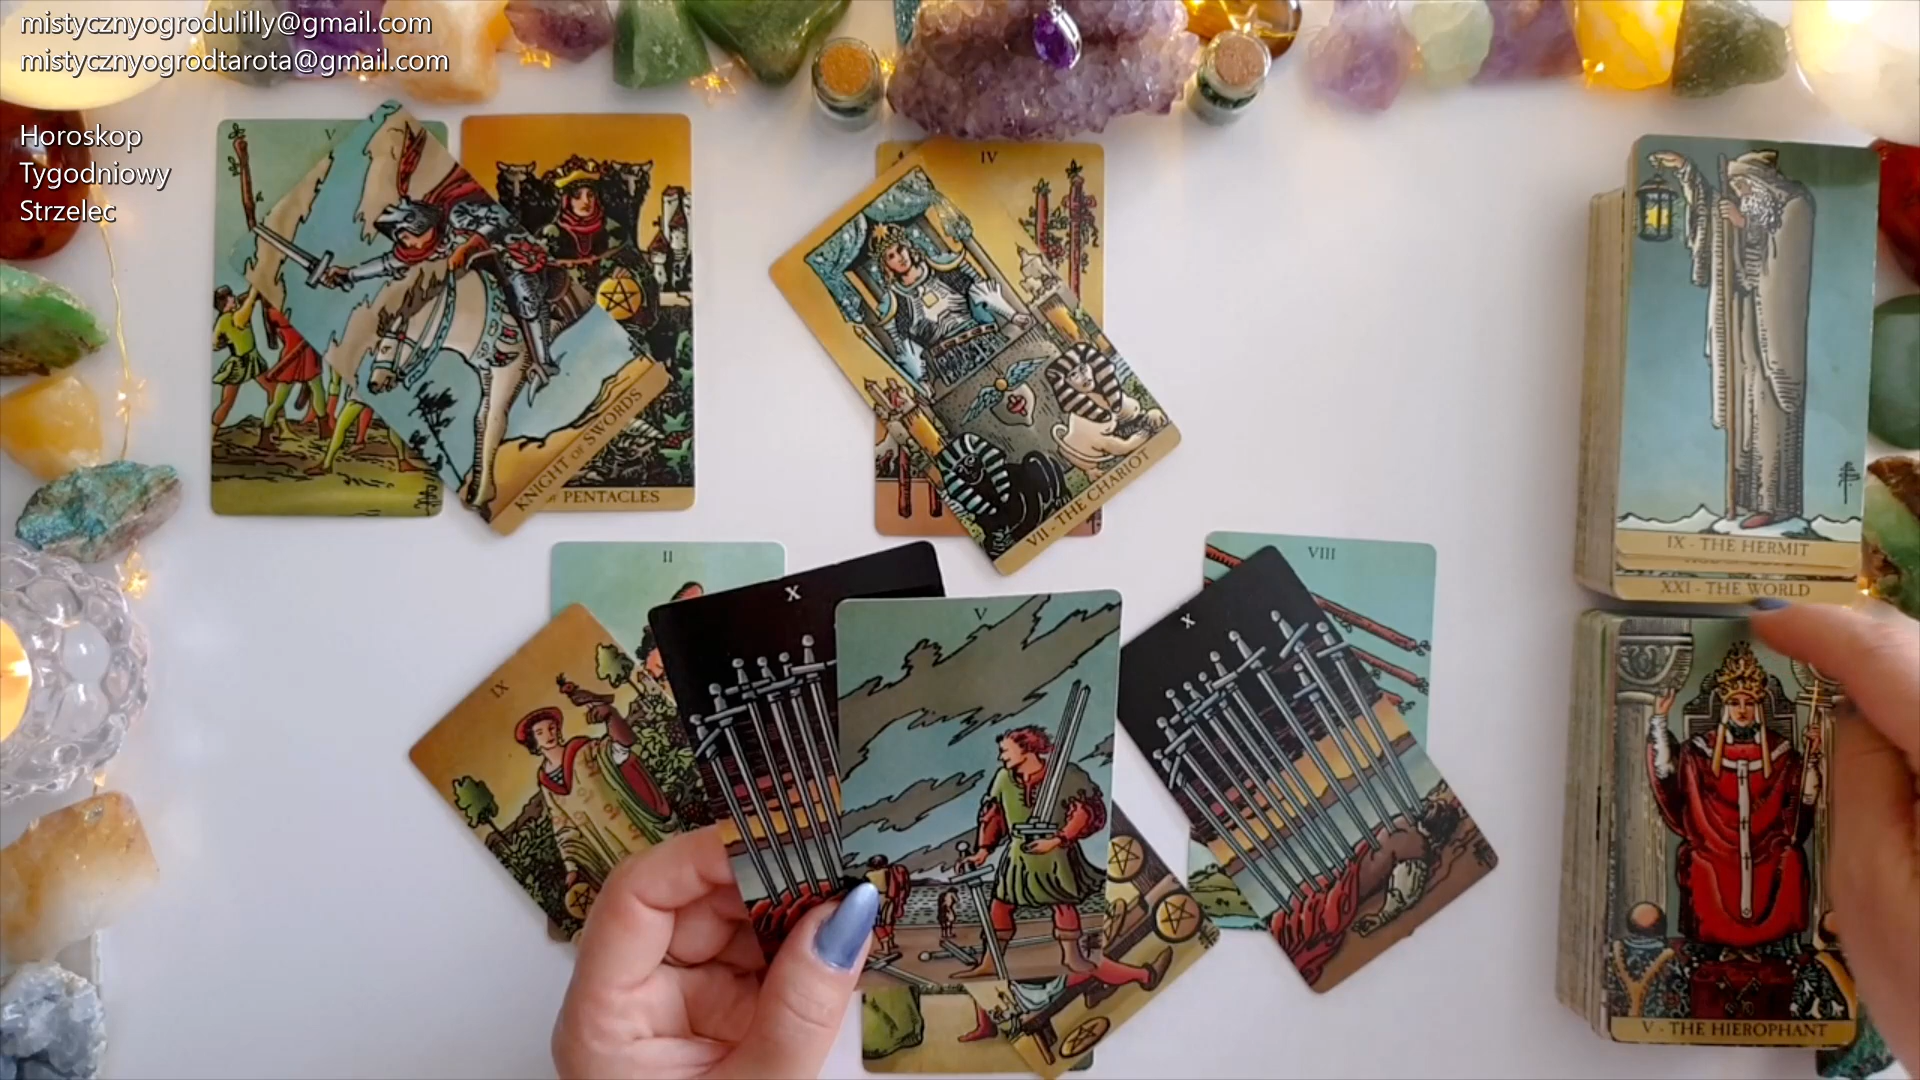 mistycznyogrodulilly@gmail.com
mistycznyogrodtarota@gmail.com
Horoskop
Tygodniowy
Strzelec
V
IV
KNIGHT OF SWORDS
OF PENTACLES
VII - THE CHARIOT
IX - THE HERMIT
XXI - THE WORLD
II
X
V
VIII
X
IX
V - THE HIEROPHANT